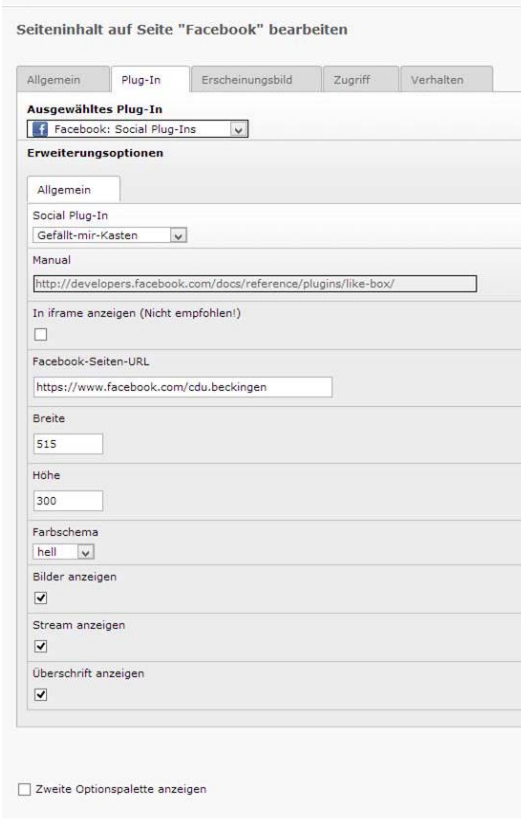 Seiteninhalt auf Seite "Facebook" bearbeiten
Allgemein Plug-In Erscheinungsbild Zugriff Verhalten
Ausgewähltes Plug-In
f Facebook: Social Plug-Ins
Erweiterungsoptionen
Allgemein
Social Plug-In
Gefällt-mir-Kasten
Manual
http://developers.facebook.com/docs/reference/plugins/like-box/
In iframe anzeigen (Nicht empfohlen!)
Facebook-Seiten-URL
https://www.facebook.com/cdu.beckingen
Breite
515
Höhe
300
Farbschema
hell
Bilder anzeigen
Stream anzeigen
Überschrift anzeigen
Zweite Optionspalette anzeigen